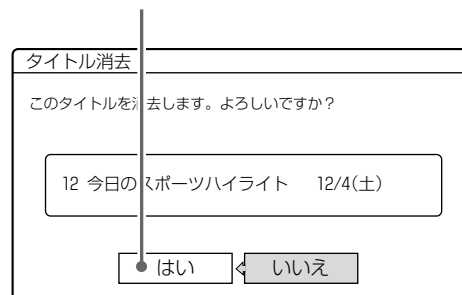 タイトル消去
このタイトルを消去します。よろしいですか？
12 今日のスポーツハイライト 12/4(土)
はい いいえ